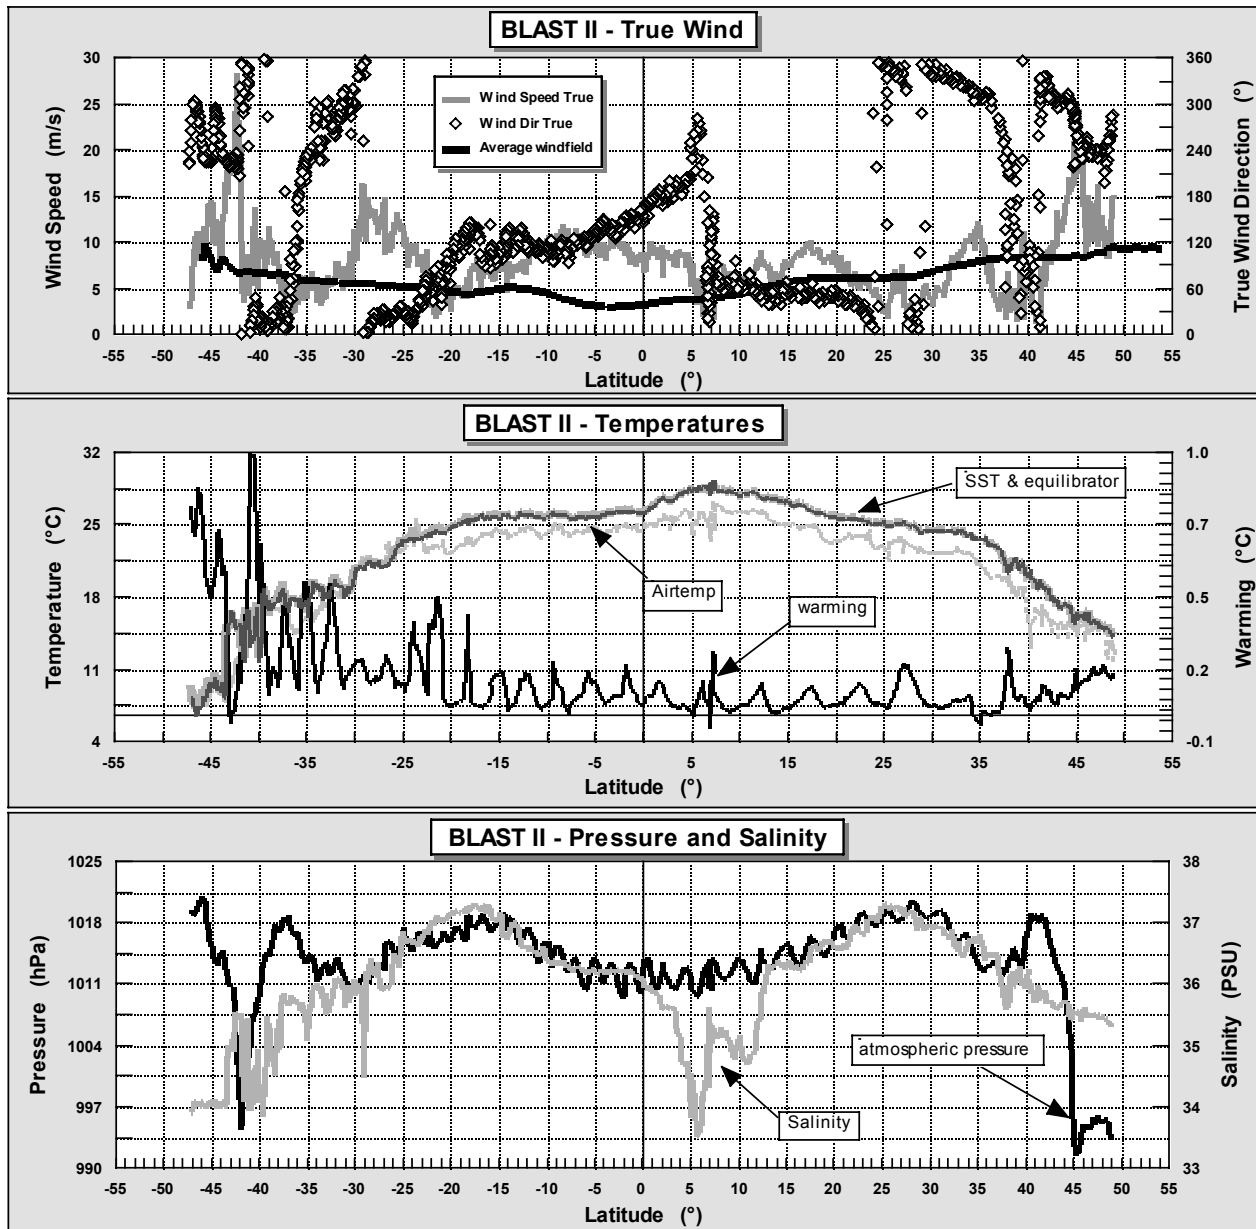 BLAST II - True Wind
30
25
20
15
10
5
0
Wind Speed (m/s)
Wind Speed True
Wind Dir True
Average windfield
360
300
240
180
120
60
0
True Wind Direction (°)
-55 -45 -40 -35 -30 -25 -20 -15 -10 -5 0 5 10 15 20 25 30 35 40 45 50 55
Latitude (°)
BLAST II - Temperatures
32
25
18
11
4
Temperature (°C)
SST & equilibrator
Airtemp
warming
1.0
0.7
0.5
0.2
-0.1
Warming (°C)
-55 -45 -35 -25 -15 -5 5 15 25 35 45 55
Latitude (°)
BLAST II - Pressure and Salinity
1025
1018
1011
1004
997
990
Pressure (hPa)
atmospheric pressure
Salinity
38
37
36
35
34
33
Salinity (PSU)
-55 -50 -45 -40 -35 -30 -25 -20 -15 -10 -5 0 5 10 15 20 25 30 35 40 45 50 55
Latitude (°)